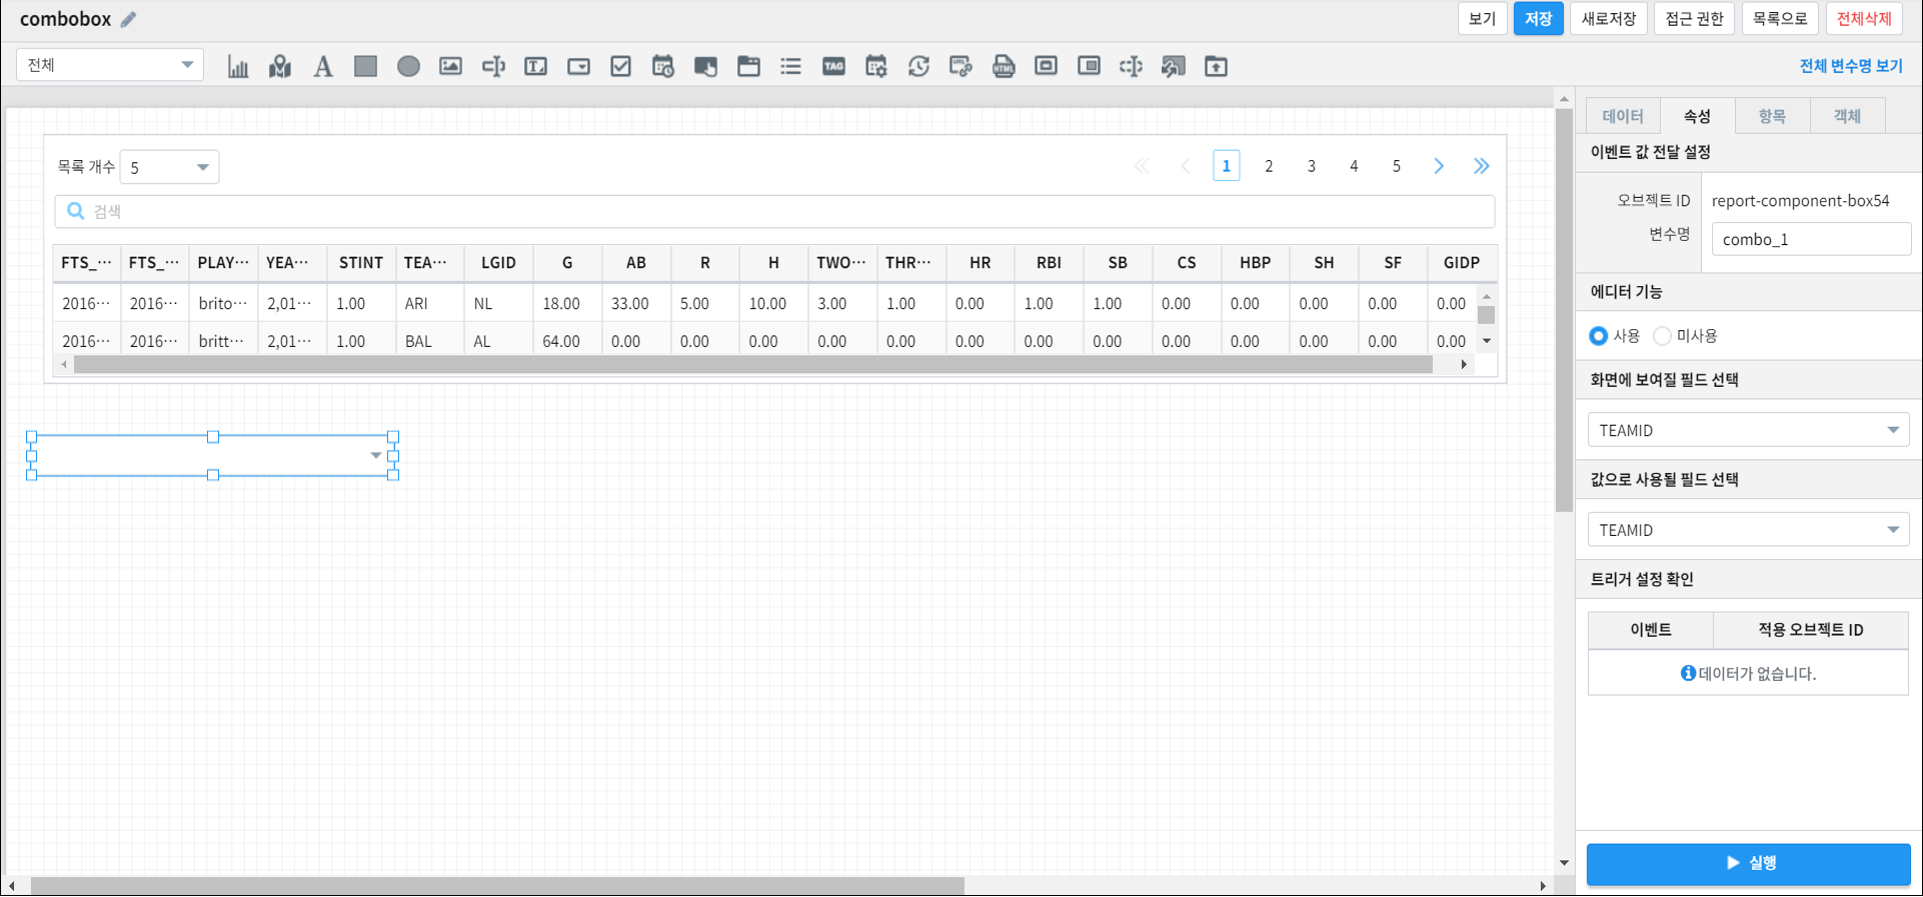 combobox
보기 저장 새로저장 접근 권한 목록으로 전체삭제
전체 A T TAG URL HTML 전체 변수명 보기
데이터 속성 항목 객체
이벤트 값 전달 설정
목록 개수 5 1 2 3 4 5
검색
오브젝트 ID report-component-box54
변수명 combo_1
FTS_··· FTS_··· PLAY··· YEA··· STINT TEA··· LGID G AB R H TWO··· THR··· HR RBI SB CS HBP SH SF GIDP
2016··· 2016··· brito··· 2,01··· 1.00 ARI NL 18.00 33.00 5.00 10.00 3.00 1.00 0.00 1.00 1.00 0.00 0.00 0.00 0.00 0.00
2016··· 2016··· britt··· 2,01··· 1.00 BAL AL 64.00 0.00 0.00 0.00 0.00 0.00 0.00 0.00 0.00 0.00 0.00 0.00 0.00 0.00
에디터 기능
사용 미사용
화면에 보여질 필드 선택
TEAMID
값으로 사용될 필드 선택
TEAMID
트리거 설정 확인
이벤트 적용 오브젝트 ID
데이터가 없습니다.
실행